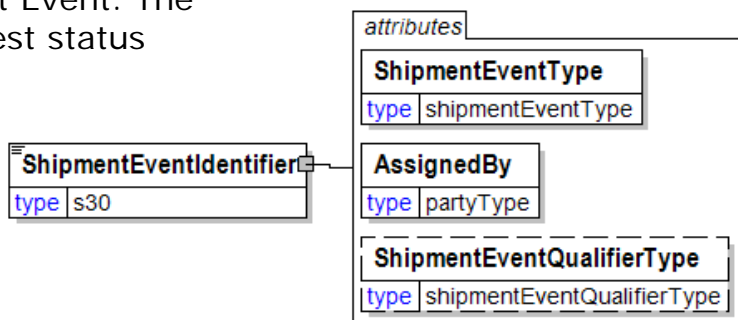 t Event. The
est status
attributes
ShipmentEventType
type shipmentEventType
ShipmentEventIdentifier
type s30
AssignedBy
type partyType
ShipmentEventQualifierType
type shipmentEventQualifierType